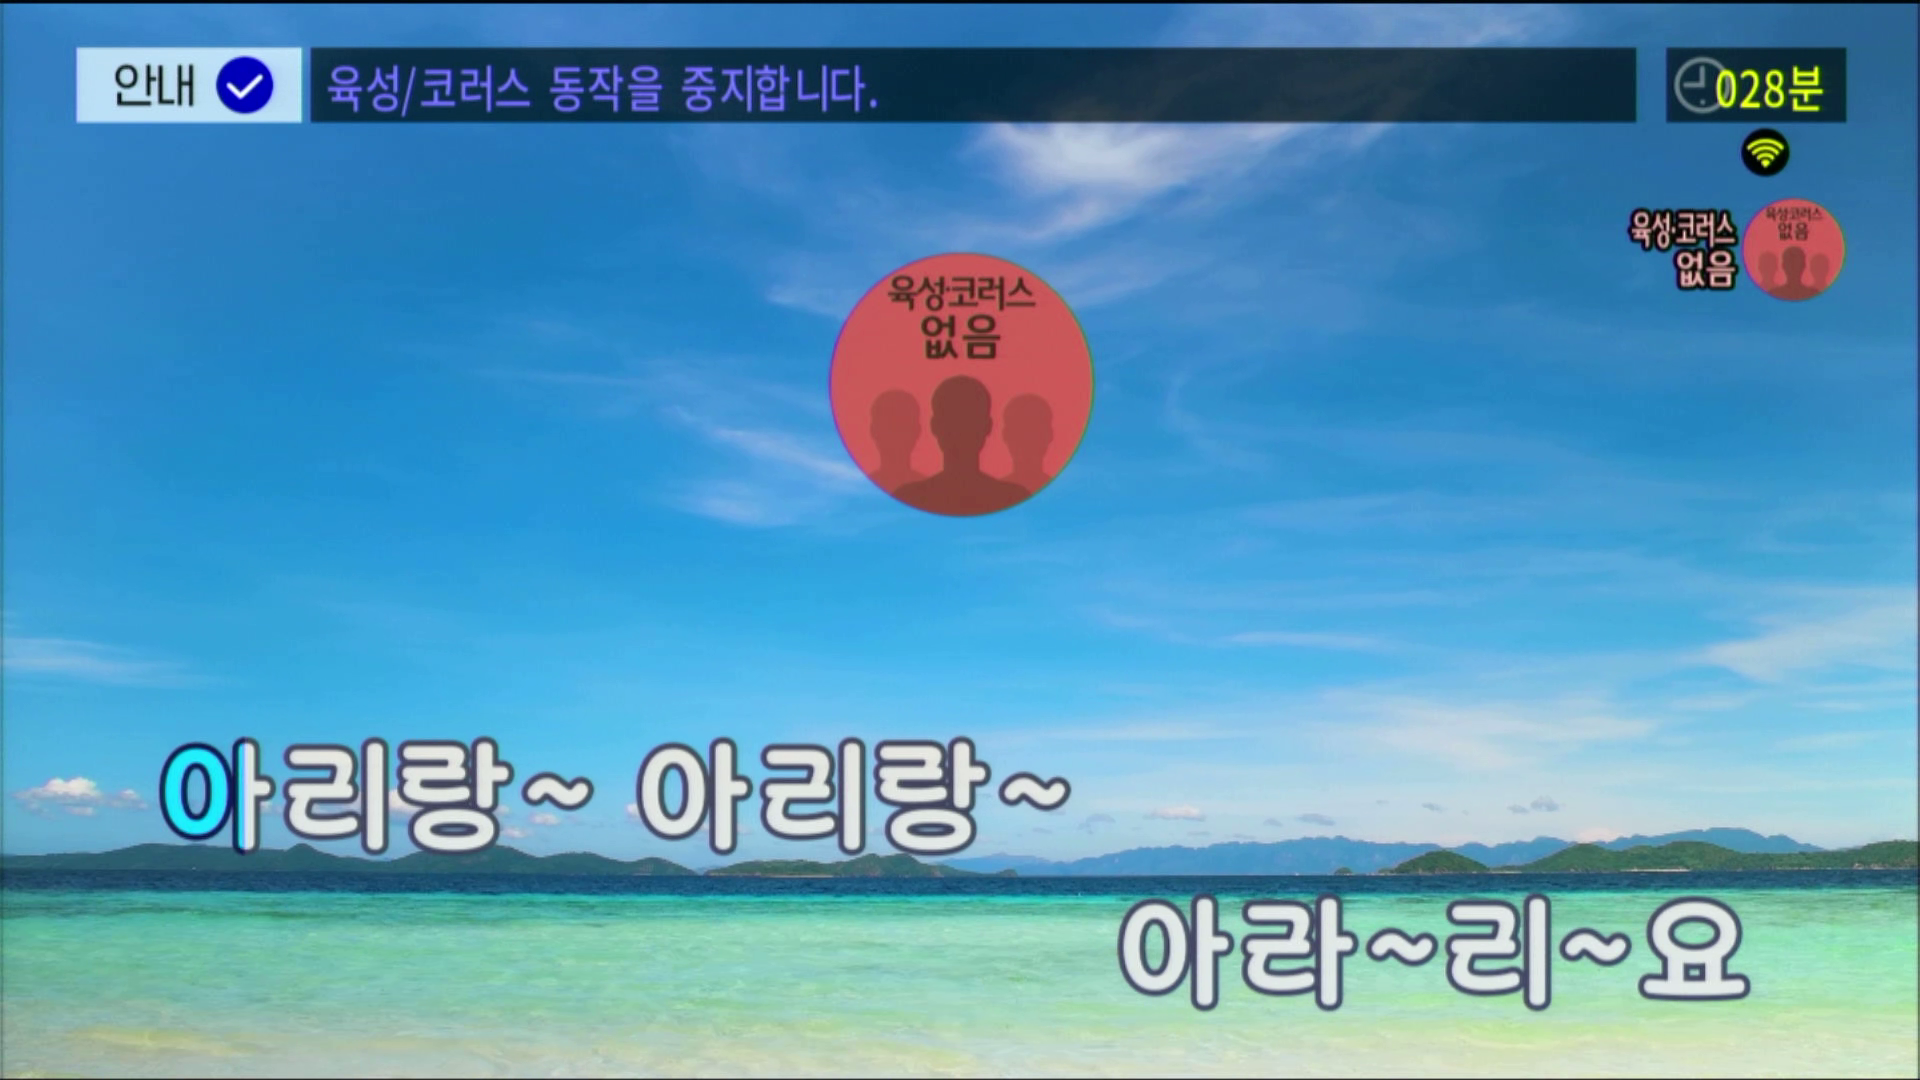 안내
육성/코러스 동작을 중지합니다.
028분
육성·코러스
없음
육성코러스
없음
육성·코러스
없음
아리랑~ 아리랑~
아라~리~요